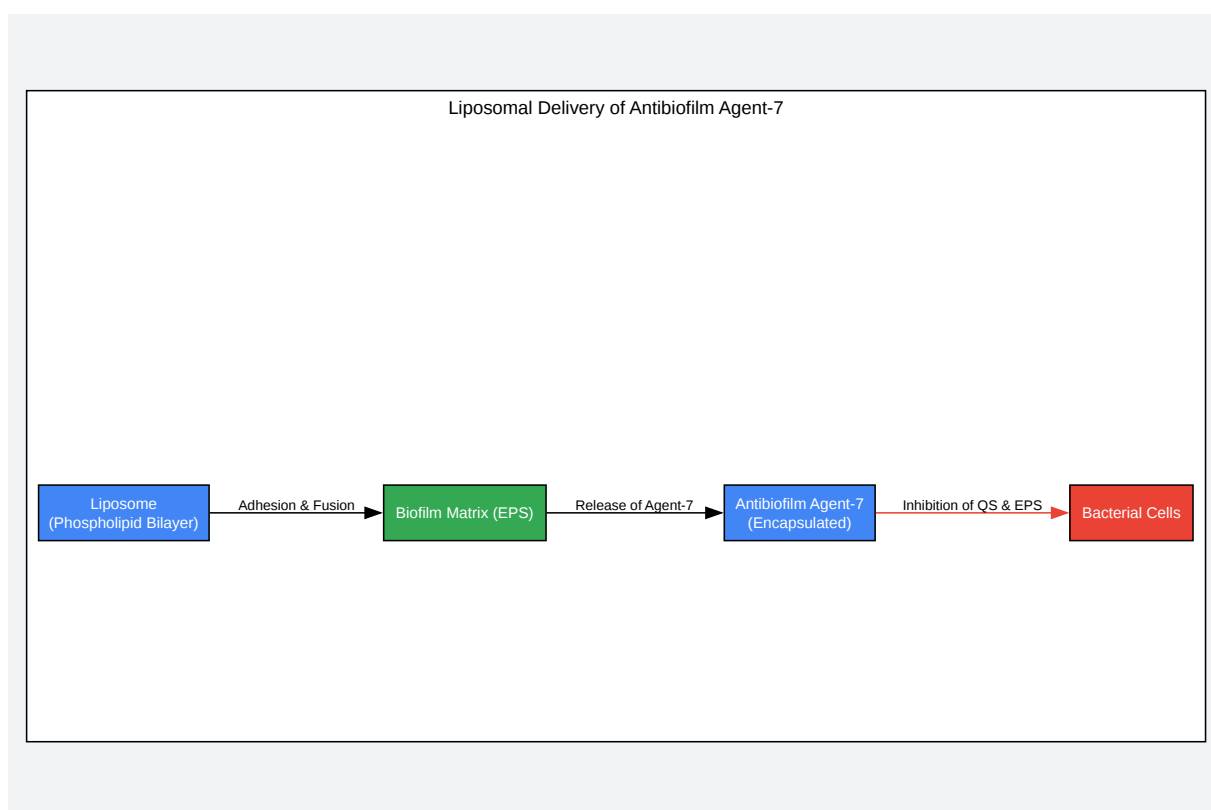 Liposomal Delivery of Antibiofilm Agent-7
Liposome
(Phospholipid Bilayer)
Adhesion & Fusion
Biofilm Matrix (EPS)
Release of Agent-7
Antibiofilm Agent-7
(Encapsulated)
Inhibition of QS & EPS
Bacterial Cells